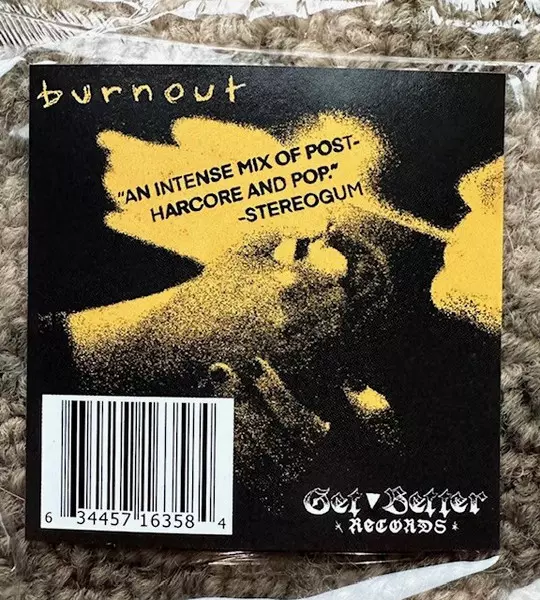 burnout
"AN INTENSE MIX OF POST-
HARCORE AND POP."
-STEREOGUM
6 34457 16358 4
Get Better
RECORDS